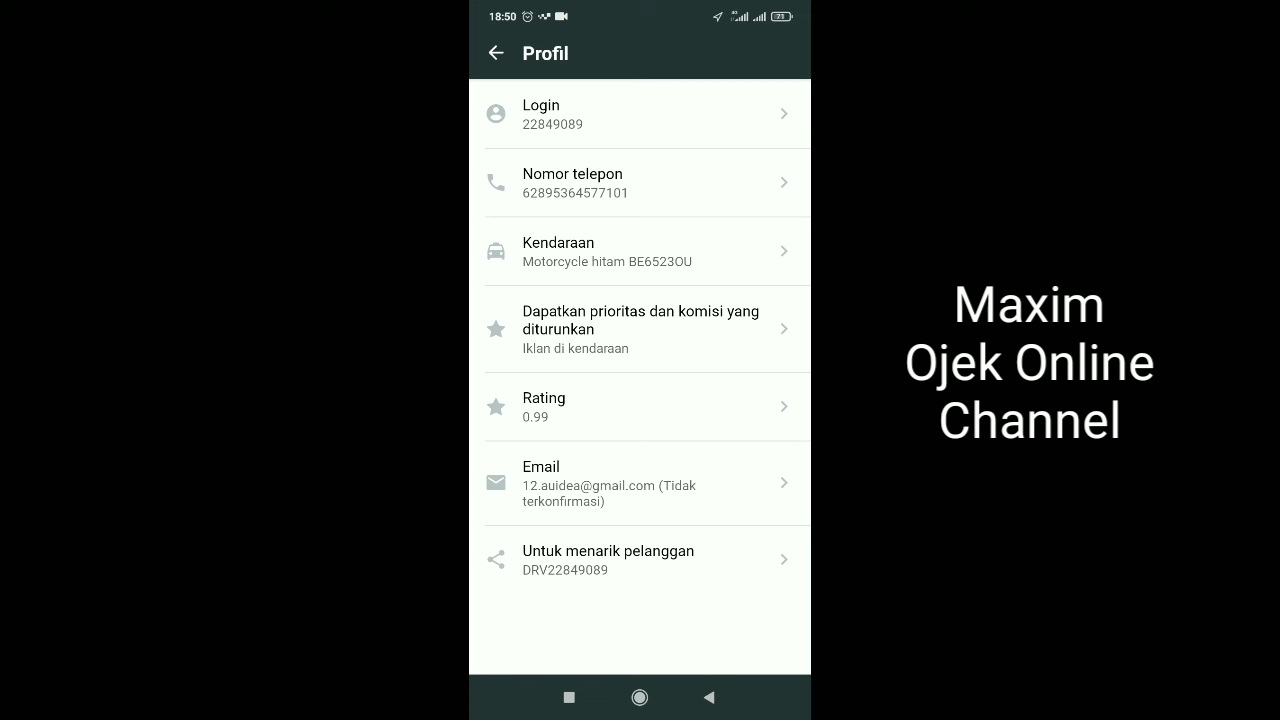 18:50
71
Profil
Login
22849089
Nomor telepon
62895364577101
Kendaraan
Motorcycle hitam BE6523OU
Dapatkan prioritas dan komisi yang
diturunkan
Iklan di kendaraan
Rating
0.99
Email
12.auidea@gmail.com (Tidak
terkonfirmasi)
Untuk menarik pelanggan
DRV22849089
Maxim
Ojek Online
Channel